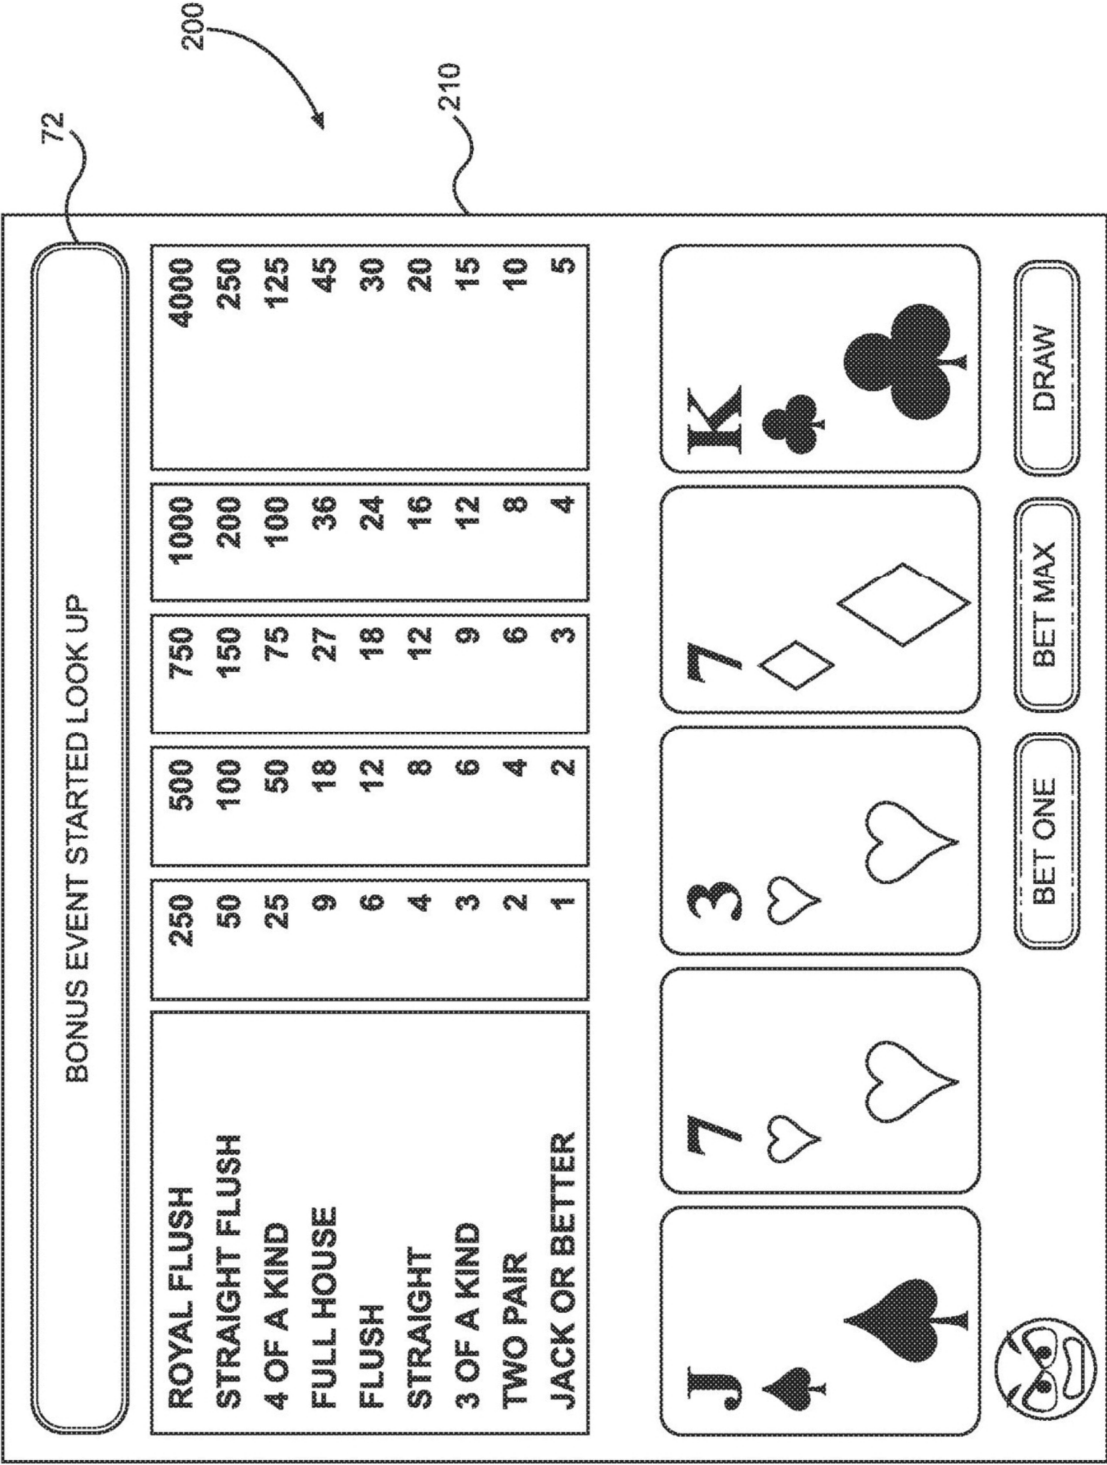 200
72
210
BONUS EVENT STARTED LOOK UP
ROYAL FLUSH 250 500 750 1000 4000
STRAIGHT FLUSH 50 100 150 200 250
4 OF A KIND 25 50 75 100 125
FULL HOUSE 9 18 27 36 45
FLUSH 6 12 18 24 30
STRAIGHT 4 8 12 16 20
3 OF A KIND 3 6 9 12 15
TWO PAIR 2 4 6 8 10
JACK OR BETTER 1 2 3 4 5
J 7 3 7 K
BET ONE BET MAX DRAW